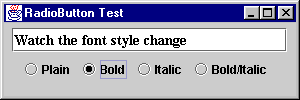 RadioButton Test
Watch the font style change
Plain Bold Italic Bold/Italic